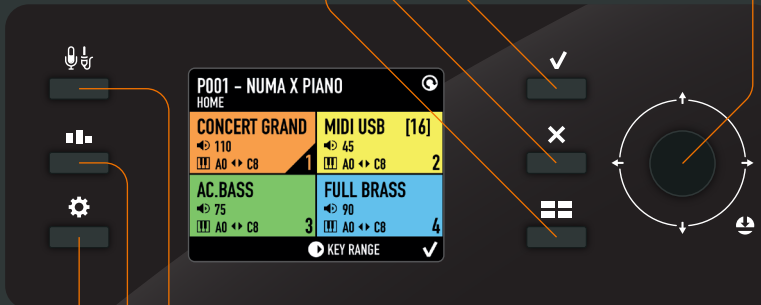 P001 - NUMA X PIANO
HOME
CONCERT GRAND
110
A0 ↔ C8
1
MIDI USB [16]
45
A0 ↔ C8
2
AC.BASS
75
A0 ↔ C8
3
FULL BRASS
90
A0 ↔ C8
4
KEY RANGE